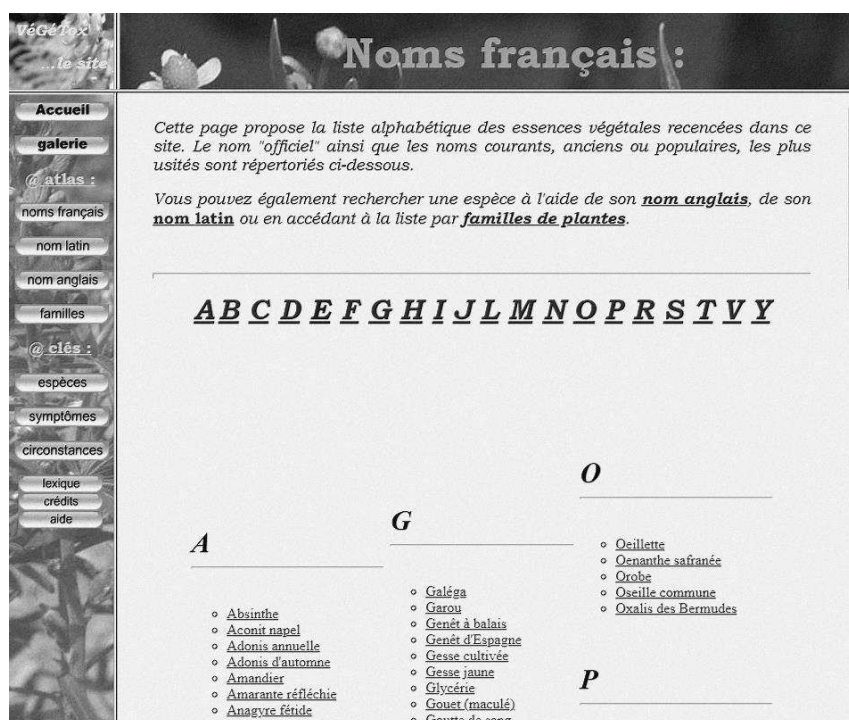 VéGéTox
...le site
Noms français :
Accueil
galerie
@ atlas :
noms français
nom latin
nom anglais
familles
@ clés :
espèces
symptômes
circonstances
lexique
crédits
aide
Cette page propose la liste alphabétique des essences végétales recencées dans ce
site. Le nom "officiel" ainsi que les noms courants, anciens ou populaires, les plus
usités sont répertoriés ci-dessous.
Vous pouvez également rechercher une espèce à l'aide de son nom anglais, de son
nom latin ou en accédant à la liste par familles de plantes.
A B C D E F G H I J L M N O P R S T V Y
A
Absinthe
Aconit napel
Adonis annuelle
Adonis d'automne
Amandier
Amarante réfléchie
Anagyre fétide
G
Galéga
Garou
Genêt à balais
Genêt d'Espagne
Gesse cultivée
Gesse jaune
Glycérie
Gouet (maculé)
Goutte de sang
O
Oeillette
Oenanthe safranée
Orobe
Oseille commune
Oxalis des Bermudes
P